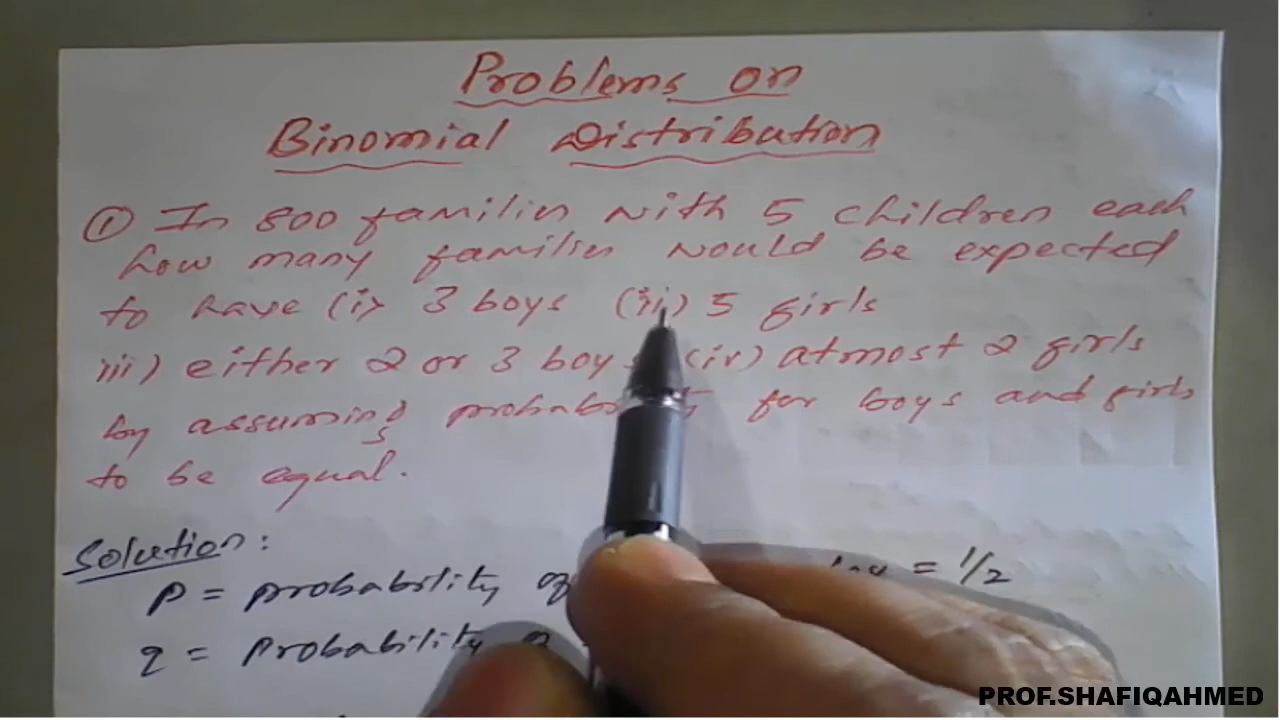 Problems on
Binomial Distribution
① In 800 families with 5 children each
how many families would be expected
to have (i) 3 boys (ii) 5 girls
iii) either 2 or 3 boys (iv) atmost 2 girls
by assuming probability for boys and girls
to be equal.
Solution:
p = probability of boy = 1/2
q = Probability
PROF.SHAFIQAHMED